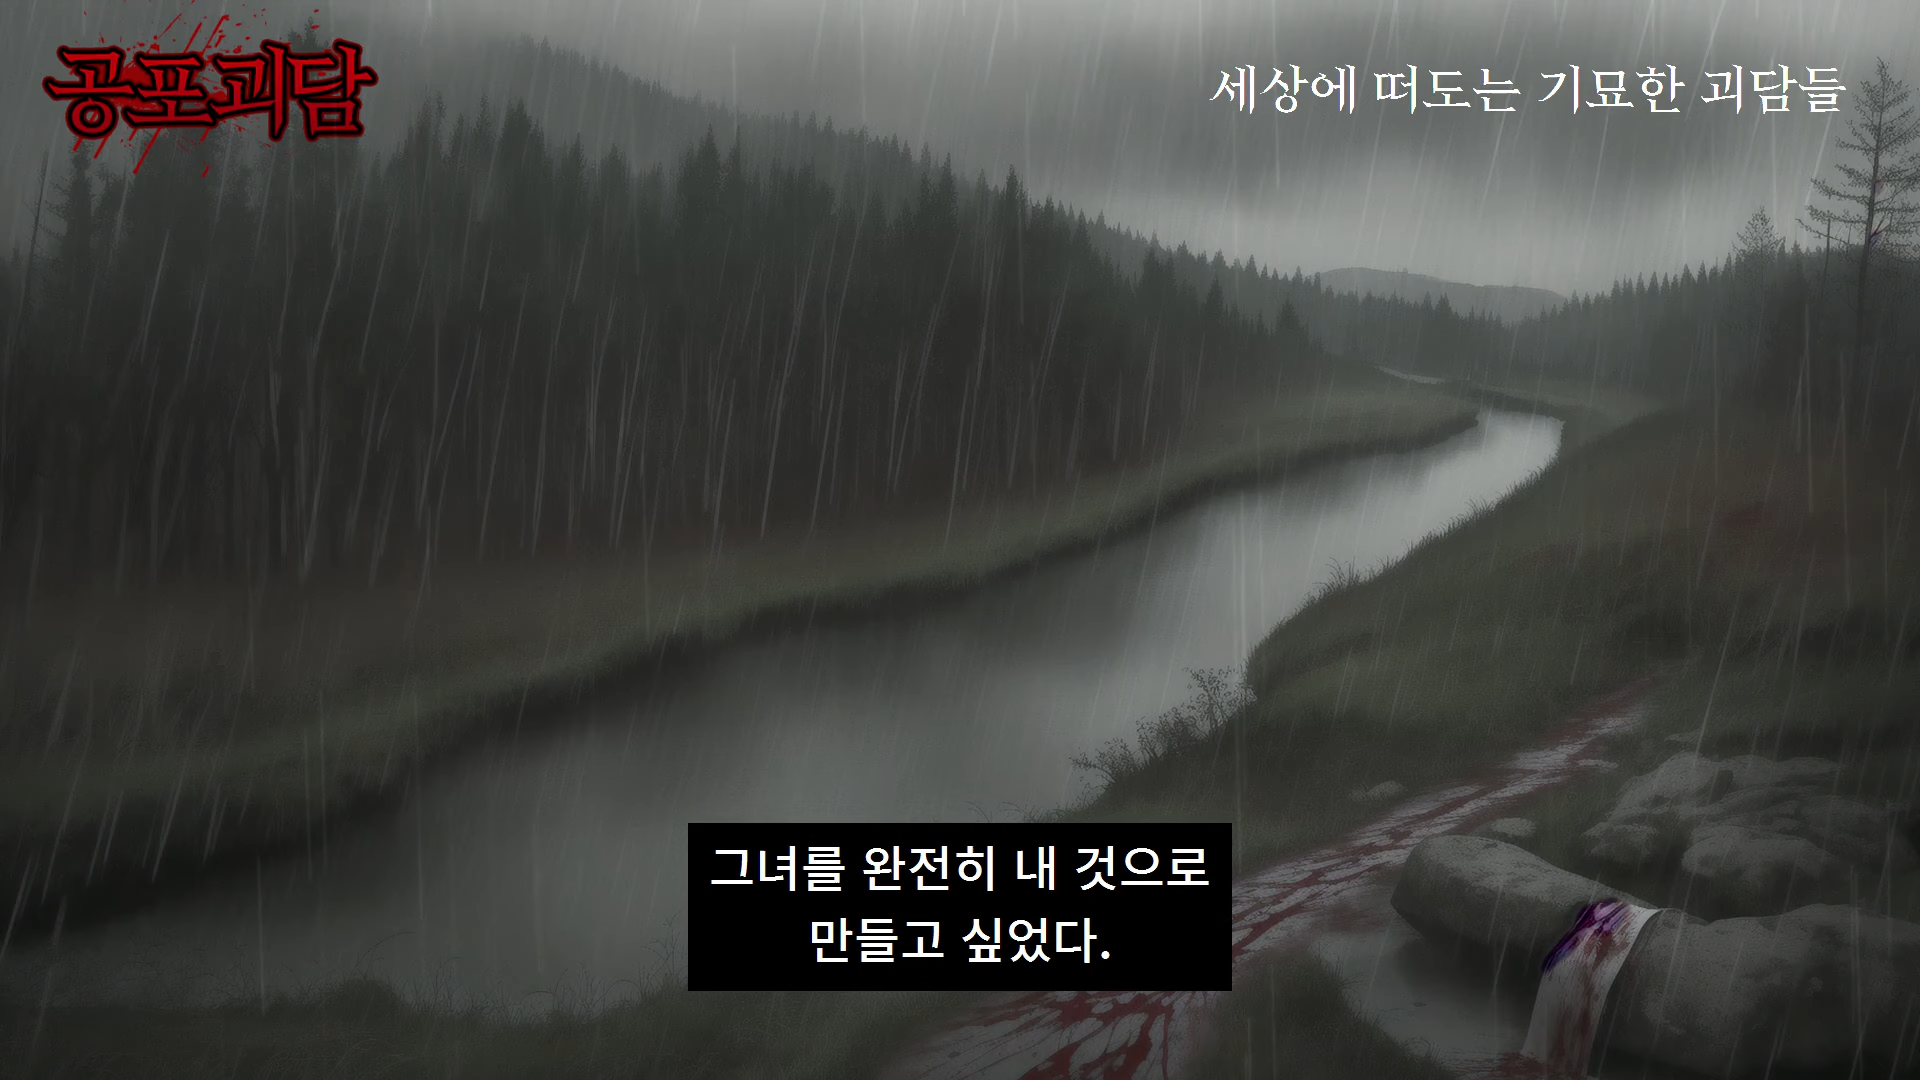 공포괴담
세상에 떠도는 기묘한 괴담들
그녀를 완전히 내 것으로
만들고 싶었다.